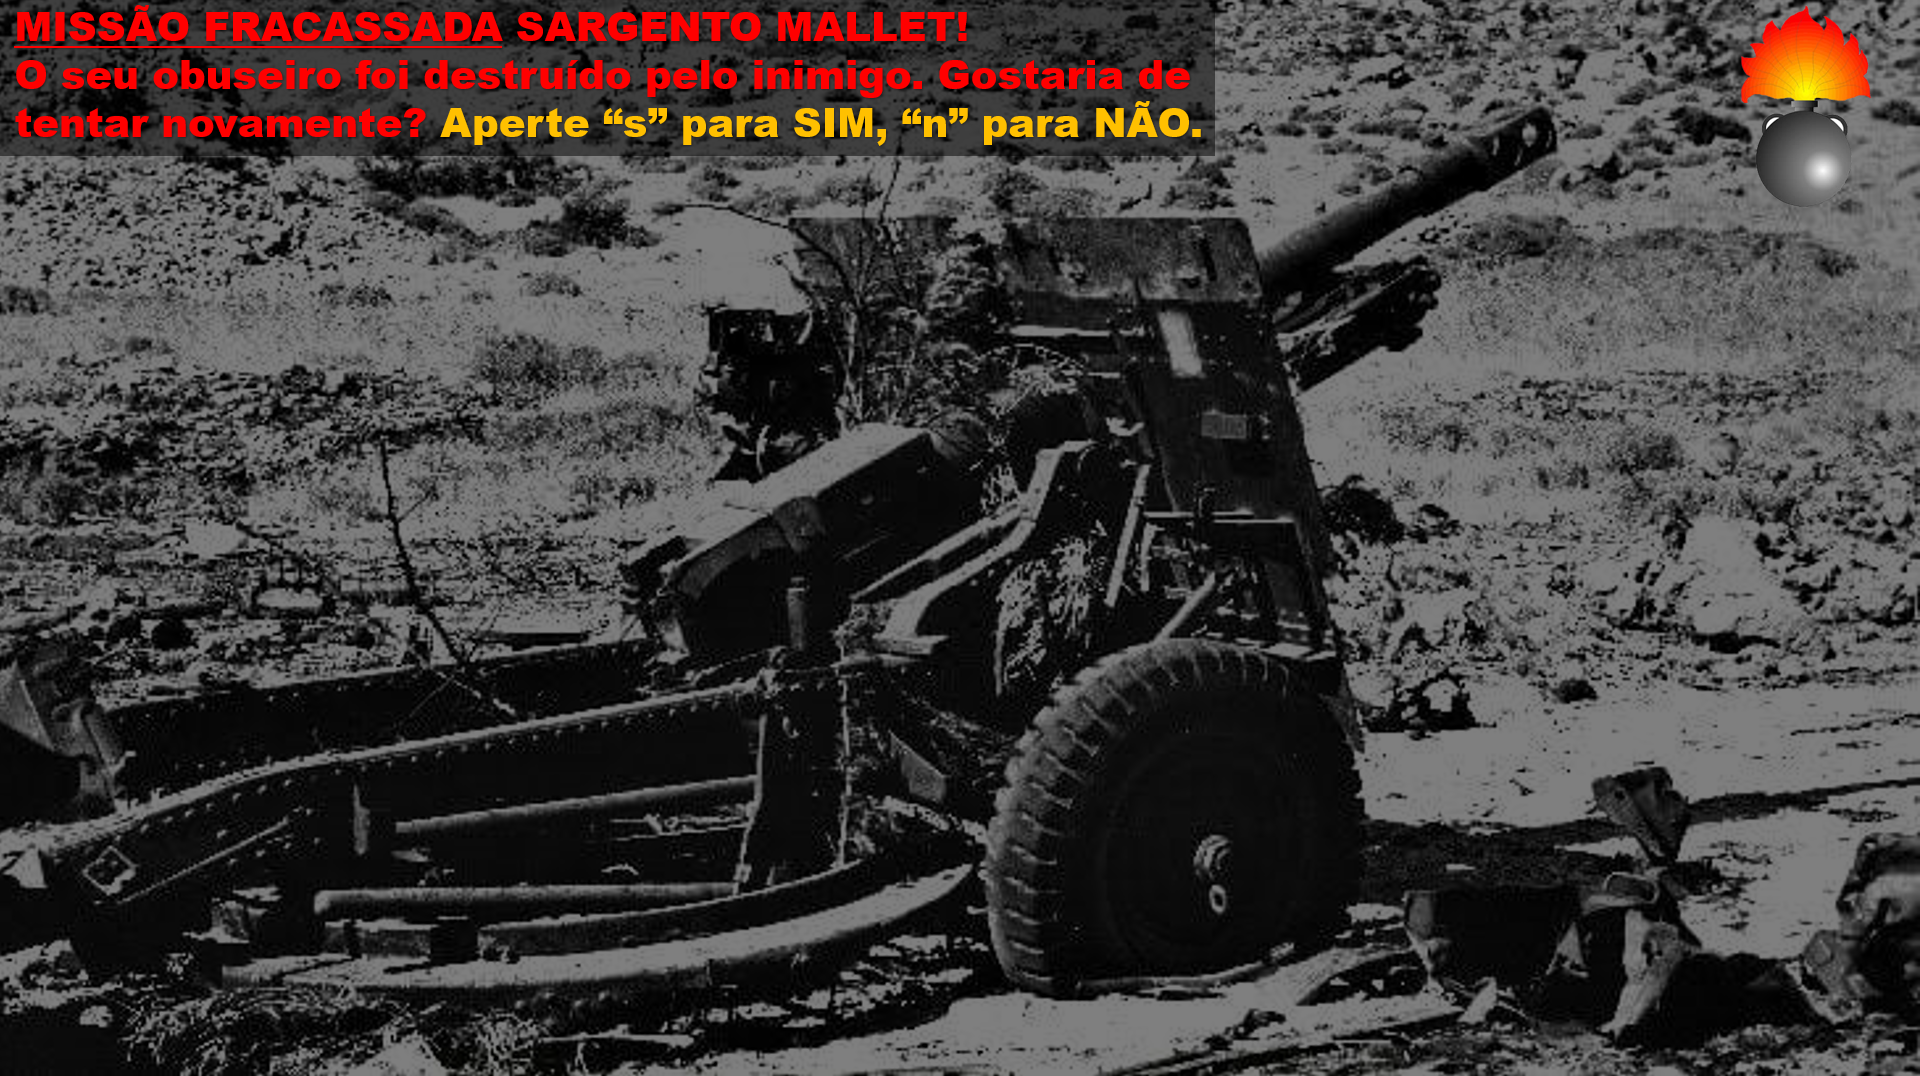 MISSÃO FRACASSADA SARGENTO MALLET!
O seu obuseiro foi destruído pelo inimigo. Gostaria de
tentar novamente? Aperte “s” para SIM, “n” para NÃO.